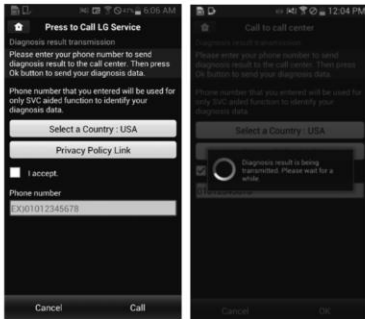 6:06 AM
Press to Call LG Service
Diagnosis result transmission
Please enter your phone number to send
diagnosis result to the call center. Then press
Ok button to send your diagnosis data.
Phone number that you entered will be used for
only SVC aided function to identify your
diagnosis data.
Select a Country : USA
Privacy Policy Link
I accept.
Phone number
EX)01012345678
Cancel
Call
12:04 PM
Call to call center
Diagnosis result transmission
Please enter your phone number to send
diagnosis result to the call center. Then press
Ok button to send your diagnosis data.
Phone number that you entered will be used for
only SVC aided function to identify your
diagnosis data.
Select a Country : USA
Diagnosis result is being
transmitted. Please wait for a
while.
Cancel
OK